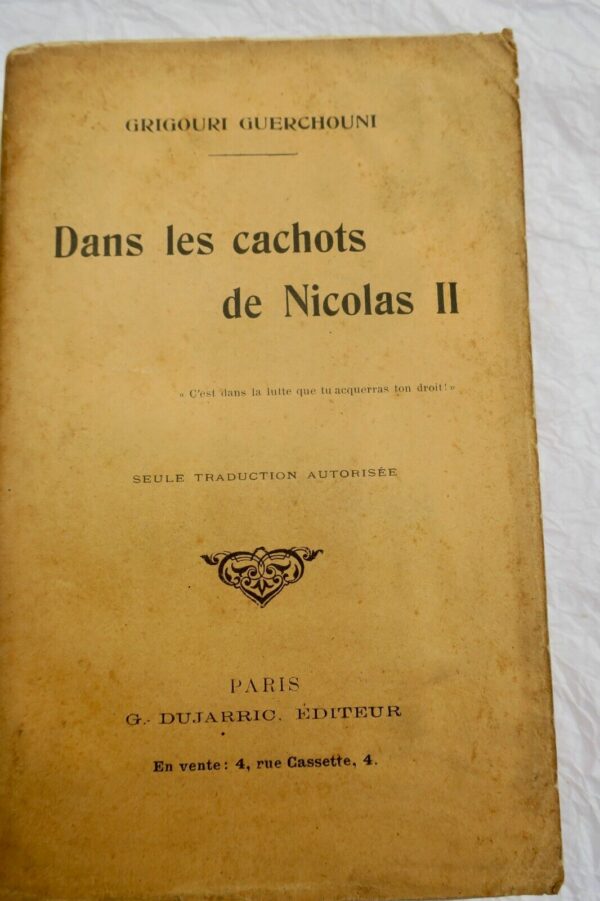 GRIGOURI GUERCHOUNI
Dans les cachots
de Nicolas II
« C'est dans la lutte que tu acquerras ton droit! »
SEULE TRADUCTION AUTORISÉE
PARIS
G. DUJARRIC, ÉDITEUR
En vente: 4, rue Cassette, 4.